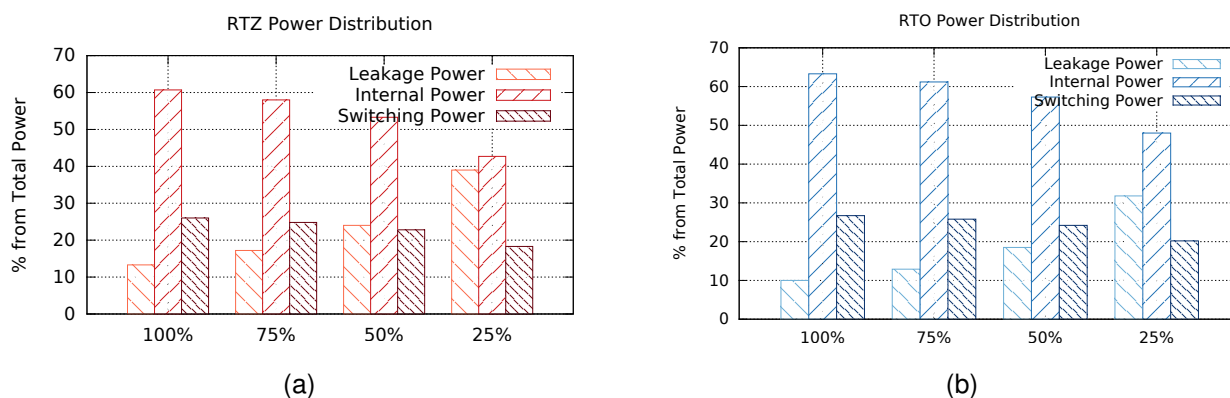 RTZ Power Distribution
% from Total Power
70
60
50
40
30
20
10
0
Leakage Power
Internal Power
Switching Power
100% 75% 50% 25%
(a)
RTO Power Distribution
% from Total Power
70
60
50
40
30
20
10
0
Leakage Power
Internal Power
Switching Power
100% 75% 50% 25%
(b)